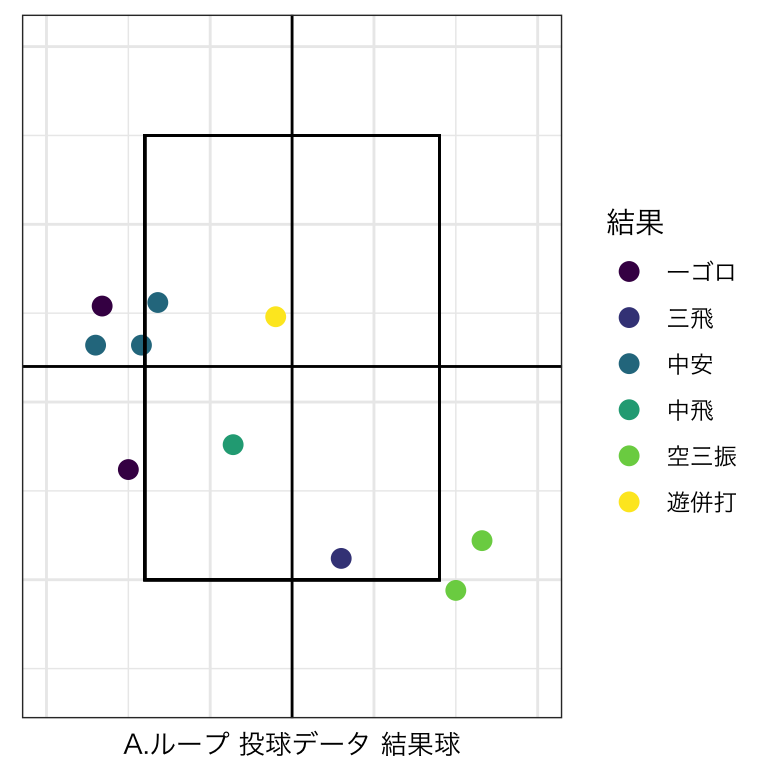 結果
一ゴロ
三飛
中安
中飛
空三振
遊併打
A.ループ 投球データ 結果球